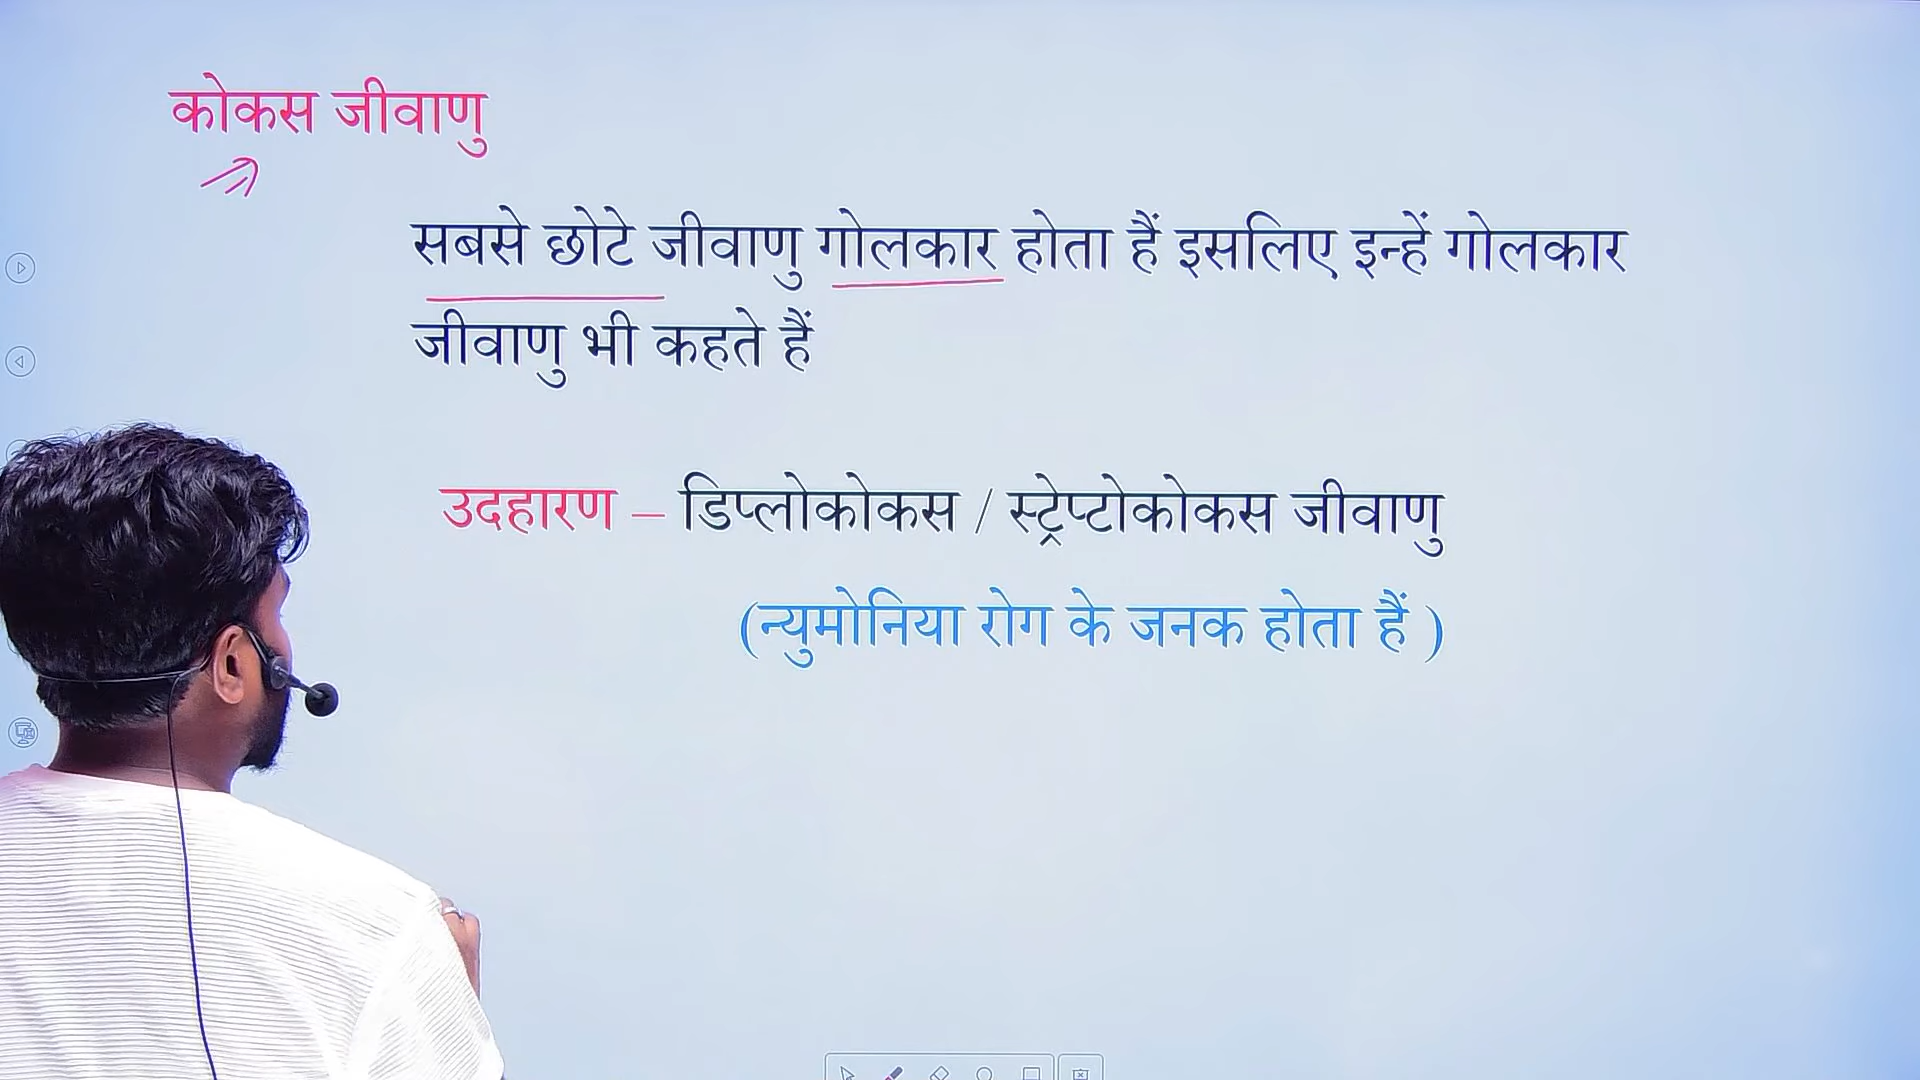 कोकस जीवाणु
सबसे छोटे जीवाणु गोलकार होता हैं इसलिए इन्हें गोलकार
जीवाणु भी कहते हैं
उदहारण – डिप्लोकोकस / स्ट्रेप्टोकोकस जीवाणु
(न्युमोनिया रोग के जनक होता हैं )